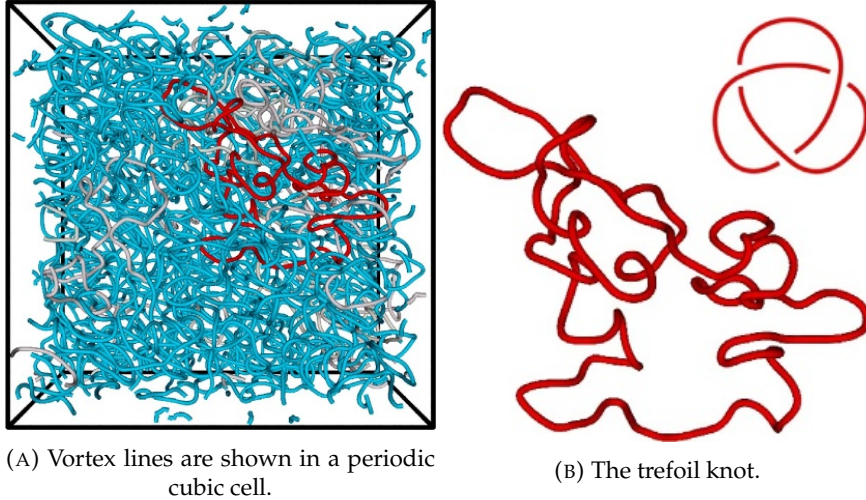 (A) Vortex lines are shown in a periodic
cubic cell.
(B) The trefoil knot.